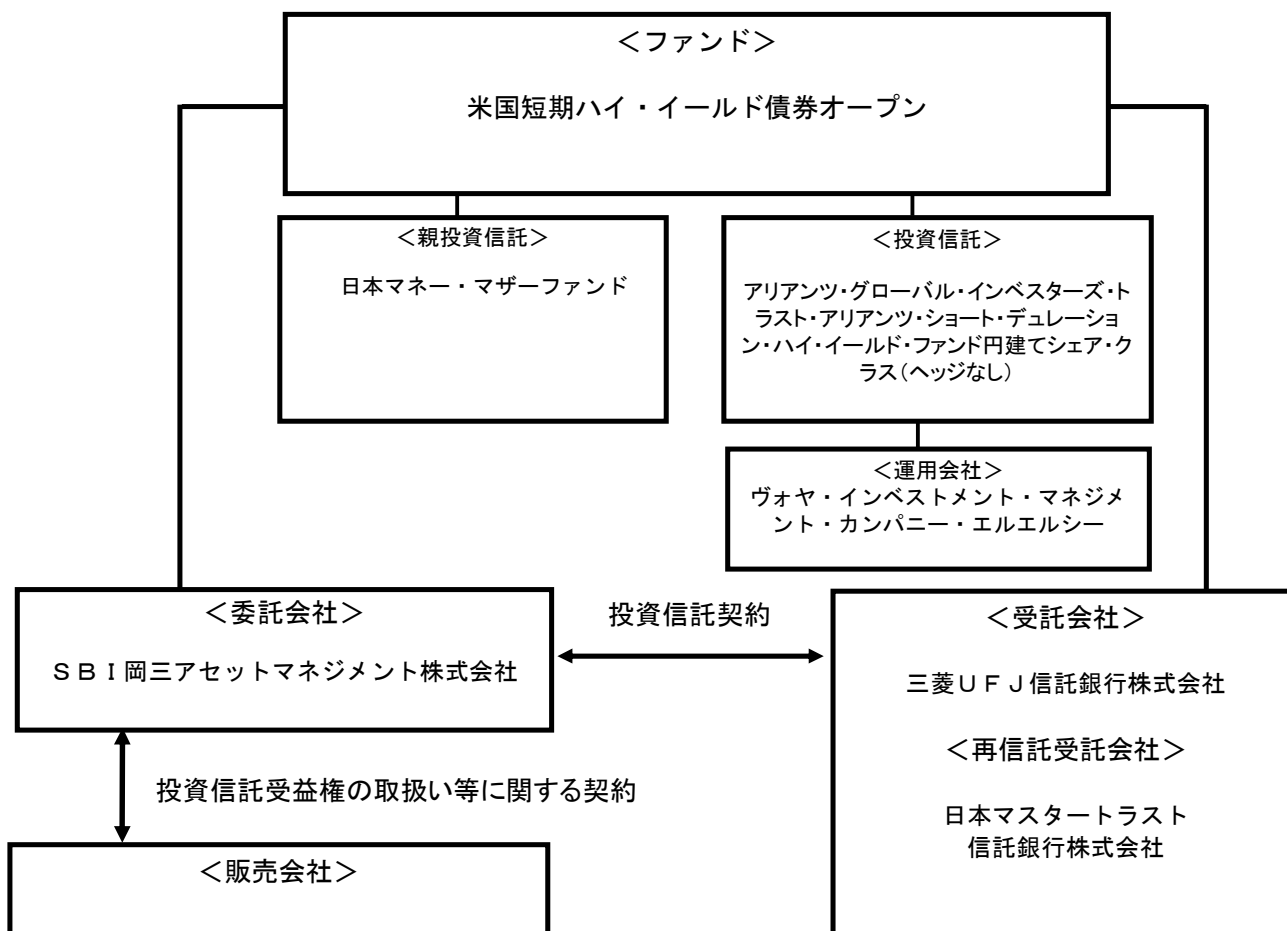 ＜ファンド＞
米国短期ハイ・イールド債券オープン
＜親投資信託＞
日本マネー・マザーファンド
＜投資信託＞
アリアンツ・グローバル・インベスターズ・ト
ラスト・アリアンツ・ショート・デュレーショ
ン・ハイ・イールド・ファンド円建てシェア・ク
ラス（ヘッジなし）
＜運用会社＞
ヴォヤ・インベストメント・マネジメ
ント・カンパニー・エルエルシー
＜委託会社＞
ＳＢＩ岡三アセットマネジメント株式会社
投資信託契約
＜受託会社＞
三菱ＵＦＪ信託銀行株式会社
＜再信託受託会社＞
日本マスタートラスト
信託銀行株式会社
投資信託受益権の取扱い等に関する契約
＜販売会社＞